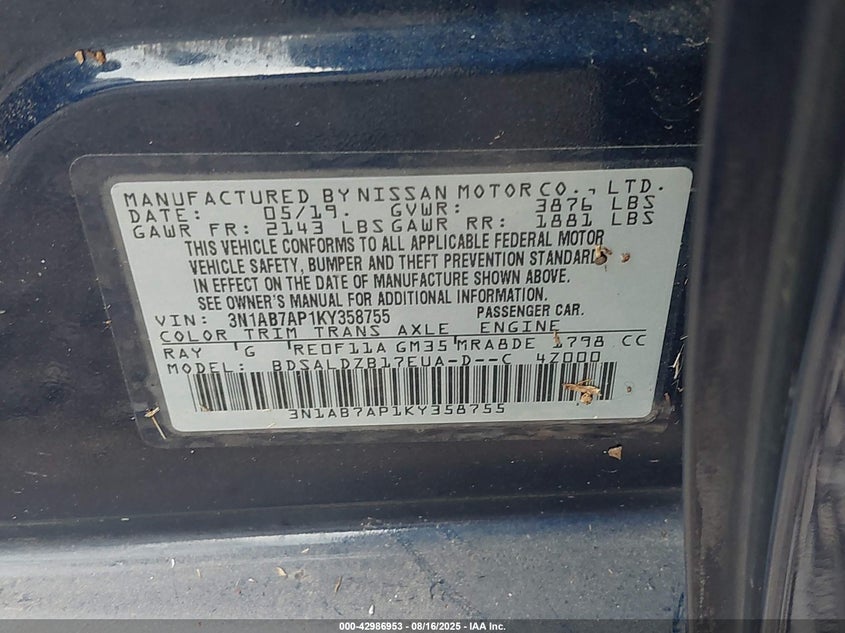 MANUFACTURED BY NISSAN MOTOR CO., LTD.
DATE: 05/19. GVWR: 3876 LBS
GAWR FR: 2143 LBS GAWR RR: 1881 LBS
THIS VEHICLE CONFORMS TO ALL APPLICABLE FEDERAL MOTOR
VEHICLE SAFETY, BUMPER AND THEFT PREVENTION STANDARDS
IN EFFECT ON THE DATE OF MANUFACTURE SHOWN ABOVE.
SEE OWNER'S MANUAL FOR ADDITIONAL INFORMATION.
VIN: 3N1AB7AP1KY358755 PASSENGER CAR.
COLOR TRIM TRANS AXLE ENGINE
RAY G RE0F11A GM35 MRA8DE 1798 CC
MODEL: BDSALDZB17EUA-D--C 4Z000
3N1AB7AP1KY358755
000-42986953 - 08/16/2025 - IAA Inc.